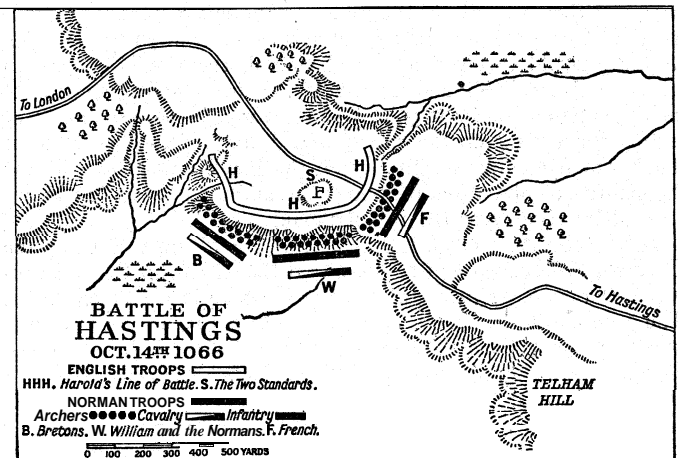 To London
H
S
H
H
F
B
W
To Hastings
BATTLE OF
HASTINGS
OCT. 14TH 1066
ENGLISH TROOPS
HHH. Harold's Line of Battle. S. The Two Standards.
NORMAN TROOPS
Archers Cavalry Infantry
B. Bretons. W. William and the Normans. F. French.
0 100 200 300 400 500 YARDS
TELHAM
HILL